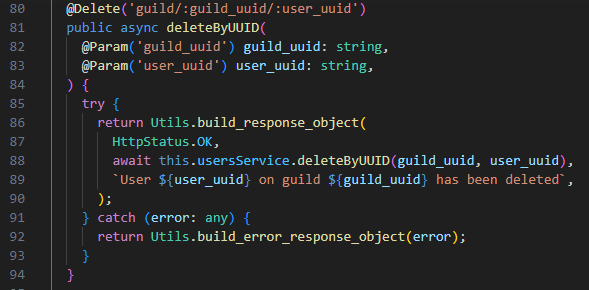 80 @Delete('guild/:guild_uuid/:user_uuid')
81 public async deleteByUUID(
82   @Param('guild_uuid') guild_uuid: string,
83   @Param('user_uuid') user_uuid: string,
84 ) {
85   try {
86     return Utils.build_response_object(
87       HttpStatus.OK,
88       await this.usersService.deleteByUUID(guild_uuid, user_uuid),
89       `User ${user_uuid} on guild ${guild_uuid} has been deleted`,
90     );
91   } catch (error: any) {
92     return Utils.build_error_response_object(error);
93   }
94 }